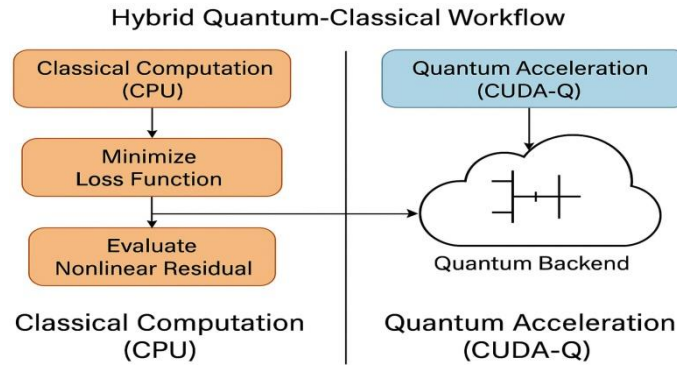 Hybrid Quantum-Classical Workflow
Classical Computation
(CPU)
Minimize
Loss Function
Evaluate
Nonlinear Residual
Classical Computation
(CPU)
Quantum Acceleration
(CUDA-Q)
Quantum Backend
Quantum Acceleration
(CUDA-Q)